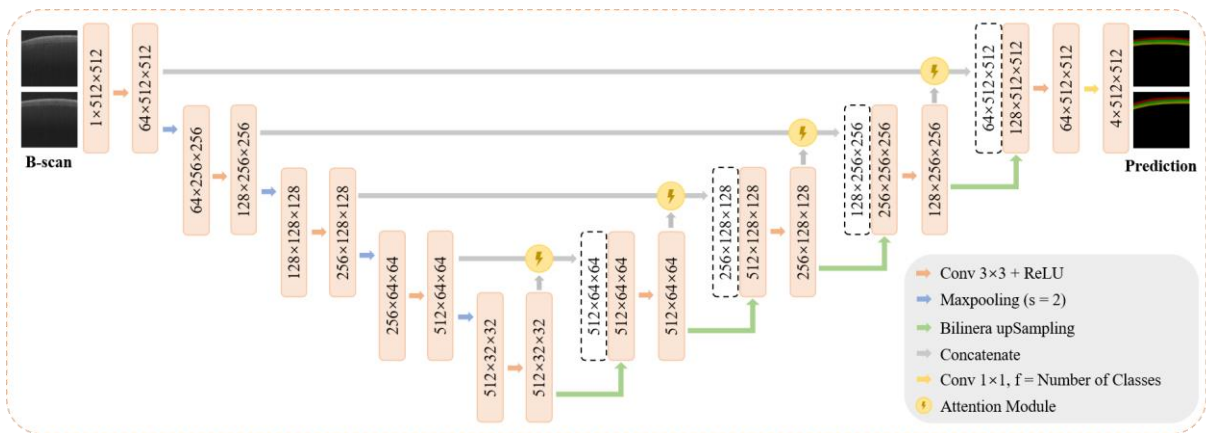 B-scan
1×512×512
64×512×512
64×256×256
128×256×256
128×128×128
256×128×128
256×64×64
512×64×64
512×32×32
512×32×32
512×64×64
512×64×64
512×64×64
256×128×128
512×128×128
256×128×128
128×256×256
256×256×256
128×256×256
64×512×512
128×512×512
64×512×512
4×512×512
Prediction
Conv 3×3 + ReLU
Maxpooling (s = 2)
Bilinera upSampling
Concatenate
Conv 1×1, f = Number of Classes
Attention Module